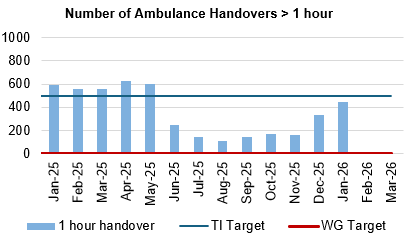 Number of Ambulance Handovers > 1 hour
1000
800
600
400
200
0
Jan-25
Feb-25
Mar-25
Apr-25
May-25
Jun-25
Jul-25
Aug-25
Sep-25
Oct-25
Nov-25
Dec-25
Jan-26
Feb-26
Mar-26
1 hour handover TI Target WG Target